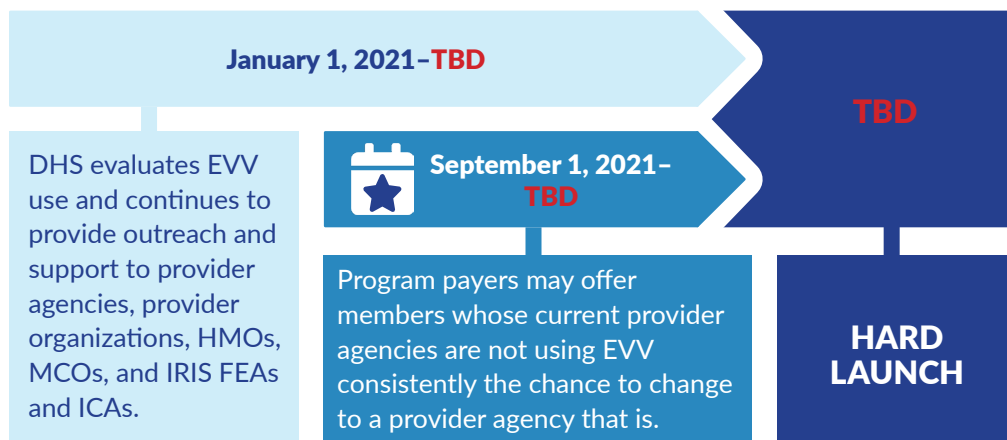 January 1, 2021–TBD
DHS evaluates EVV
use and continues to
provide outreach and
support to provider
agencies, provider
organizations, HMOs,
MCOs, and IRIS FEAs
and ICAs.
September 1, 2021–
TBD
Program payers may offer
members whose current provider
agencies are not using EVV
consistently the chance to change
to a provider agency that is.
TBD
HARD
LAUNCH